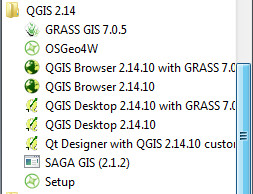 QGIS 2.14
GRASS GIS 7.0.5
OSGeo4W
QGIS Browser 2.14.10 with GRASS 7.0
QGIS Browser 2.14.10
QGIS Desktop 2.14.10 with GRASS 7.0
QGIS Desktop 2.14.10
Qt Designer with QGIS 2.14.10 custo
SAGA GIS (2.1.2)
Setup